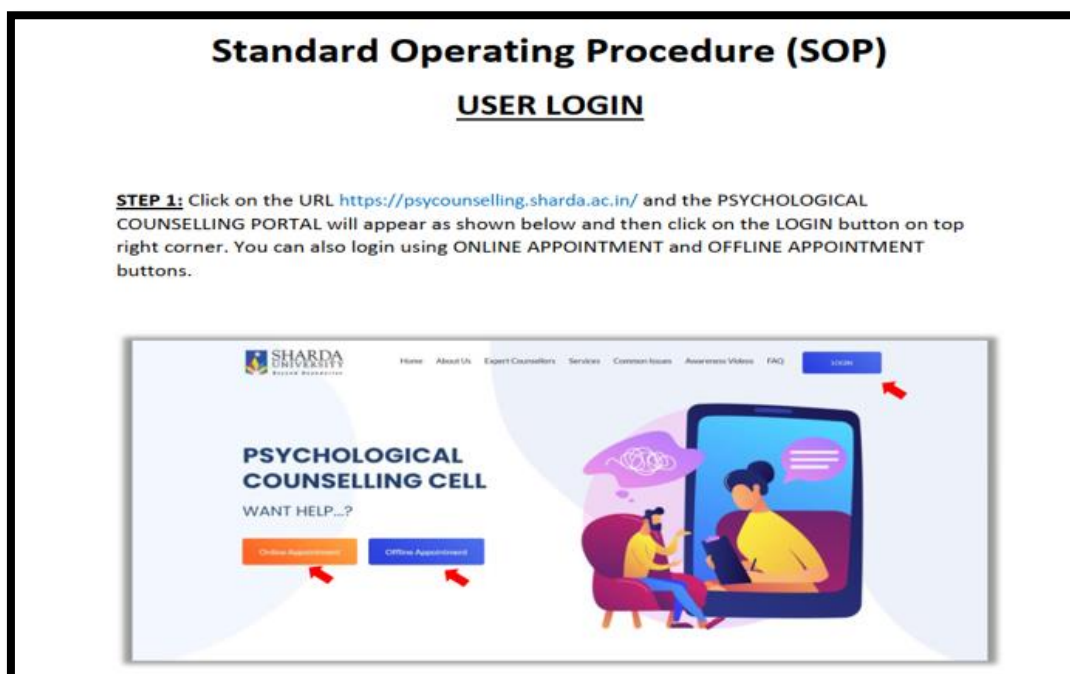 Standard Operating Procedure (SOP)
USER LOGIN
STEP 1: Click on the URL https://psycounselling.sharda.ac.in/ and the PSYCHOLOGICAL
COUNSELLING PORTAL will appear as shown below and then click on the LOGIN button on top
right corner. You can also login using ONLINE APPOINTMENT and OFFLINE APPOINTMENT
buttons.
SHARDA
UNIVERSITY
Beyond Boundaries
Home About Us Expert Counsellors Services Common Issues Awareness Videos FAQ LOGIN
PSYCHOLOGICAL
COUNSELLING CELL
WANT HELP...?
Online Appointment Offline Appointment